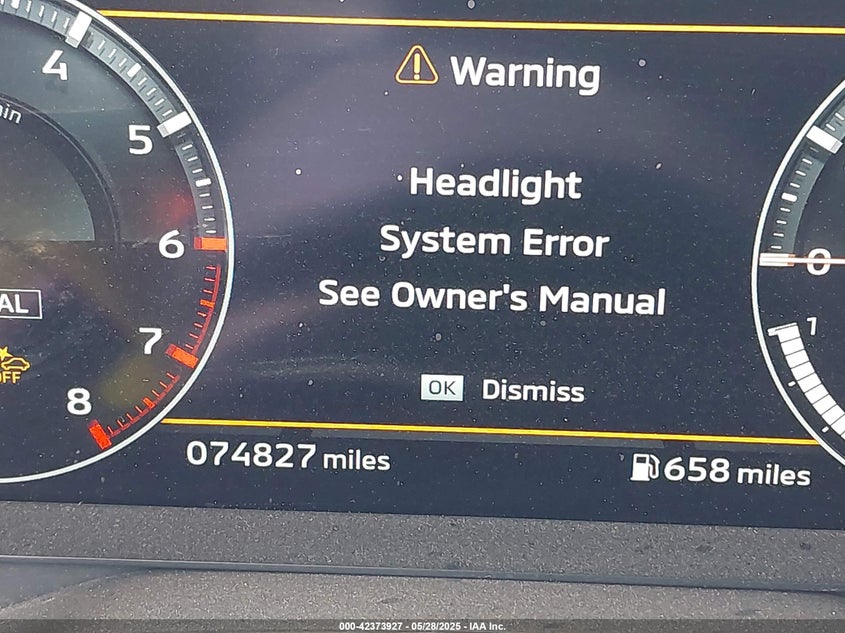 4
5
6
7
8
Warning
Headlight
System Error
See Owner's Manual
OK Dismiss
074827 miles
658 miles
0
1
000-42373927 - 05/28/2025 - IAA Inc.